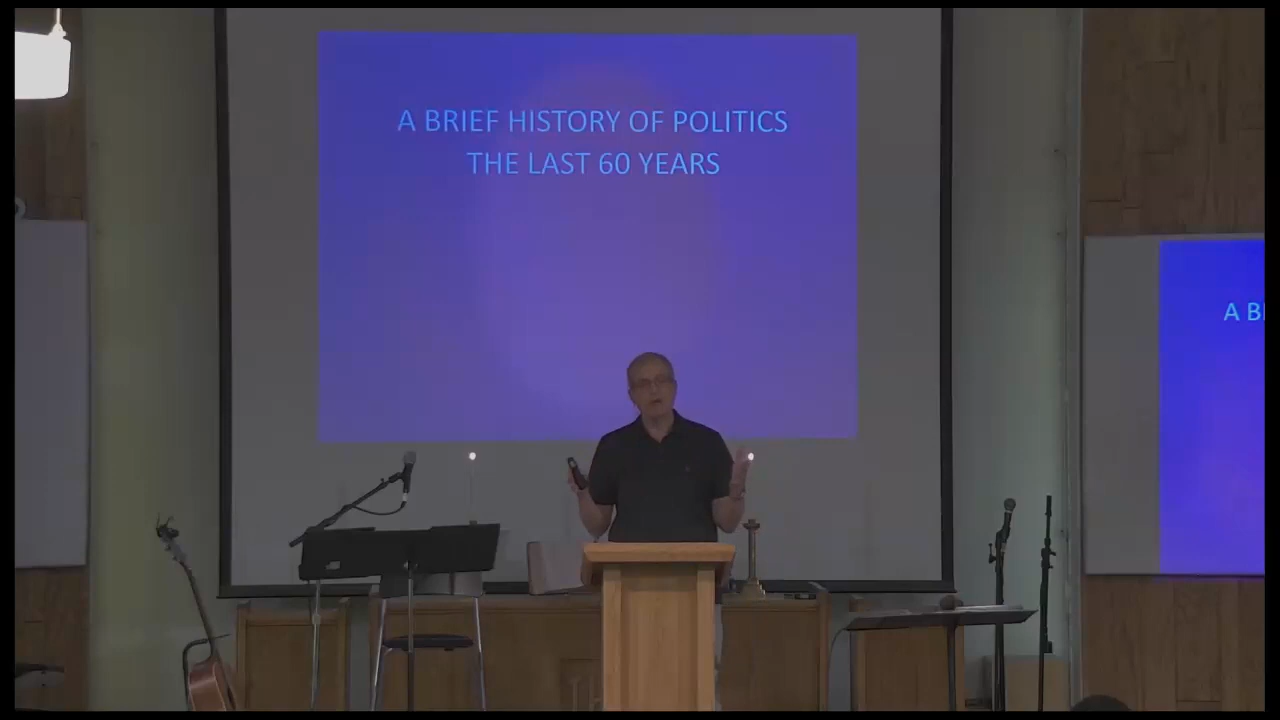 A BRIEF HISTORY OF POLITICS
THE LAST 60 YEARS
A B